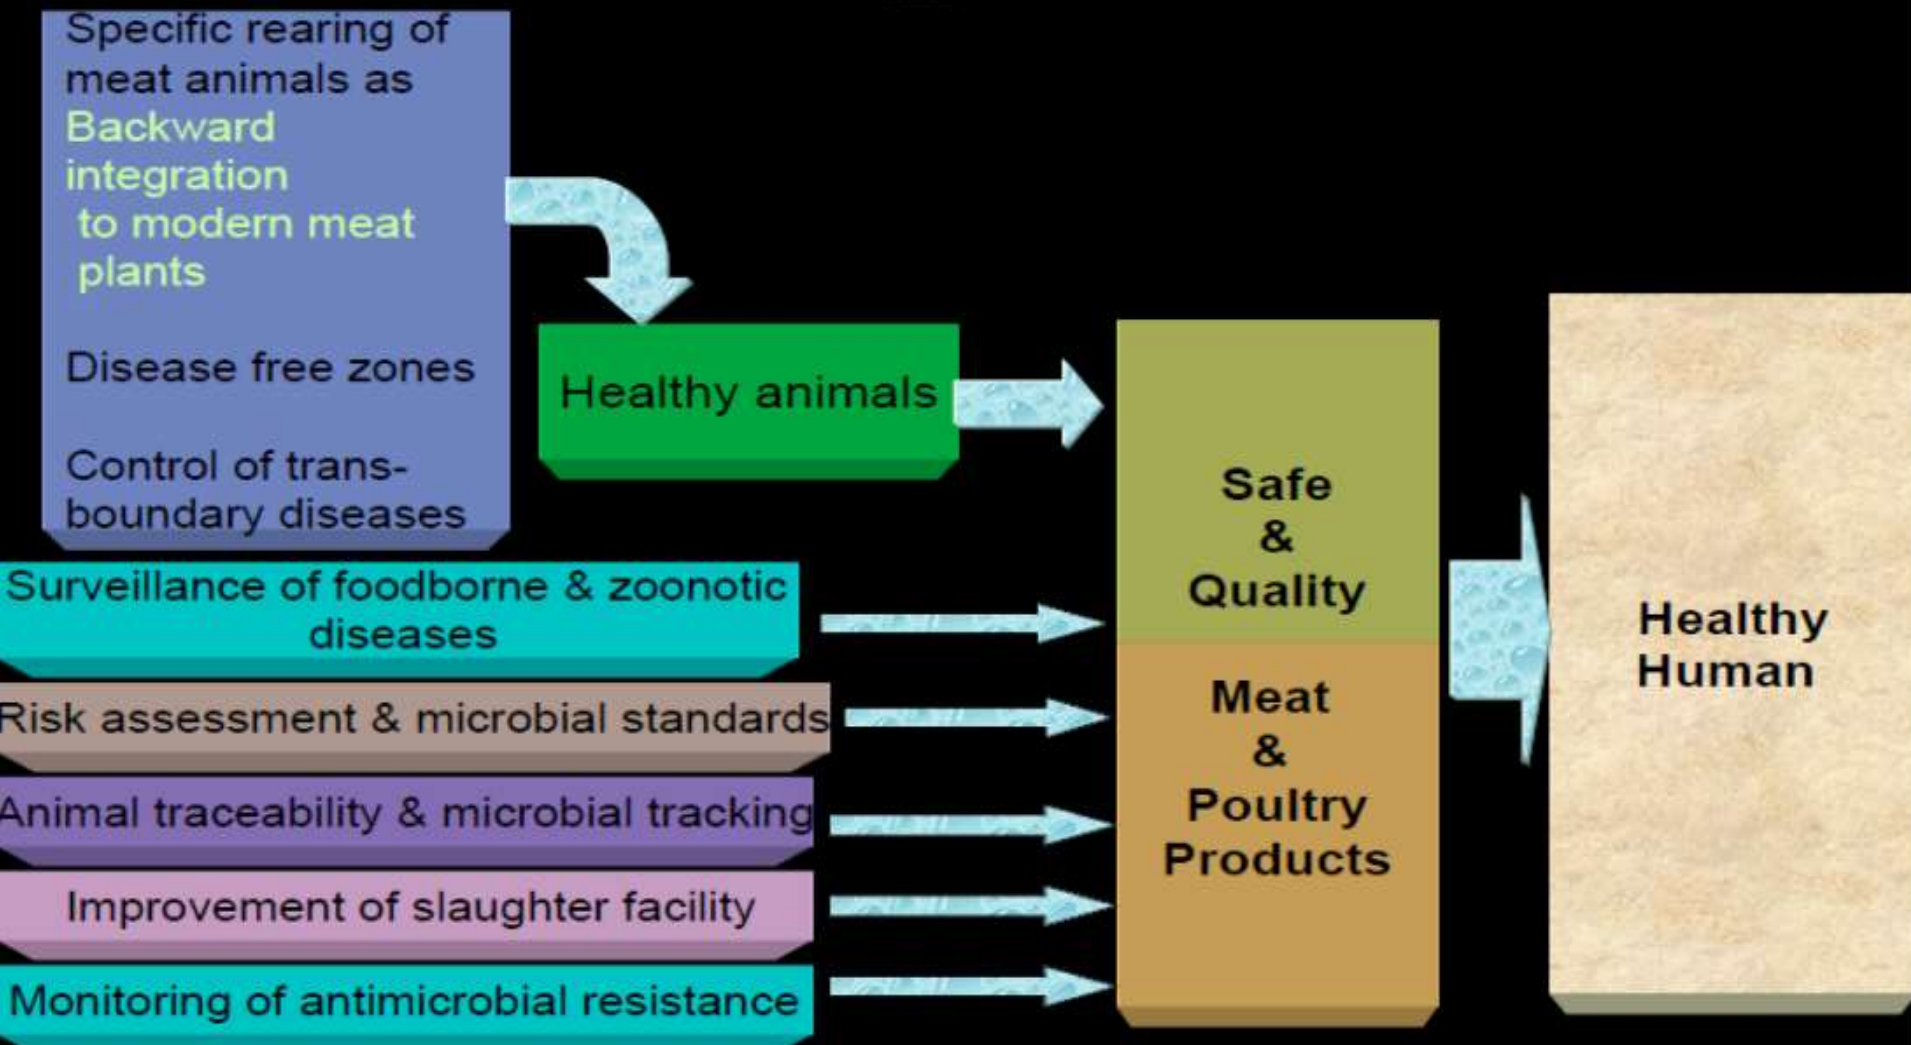 Specific rearing of
meat animals as
Backward
integration
to modern meat
plants
Disease free zones
Control of trans-
boundary diseases
Healthy animals
Surveillance of foodborne & zoonotic
diseases
Risk assessment & microbial standards
Animal traceability & microbial tracking
Improvement of slaughter facility
Monitoring of antimicrobial resistance
Safe
&
Quality
Meat
&
Poultry
Products
Healthy
Human